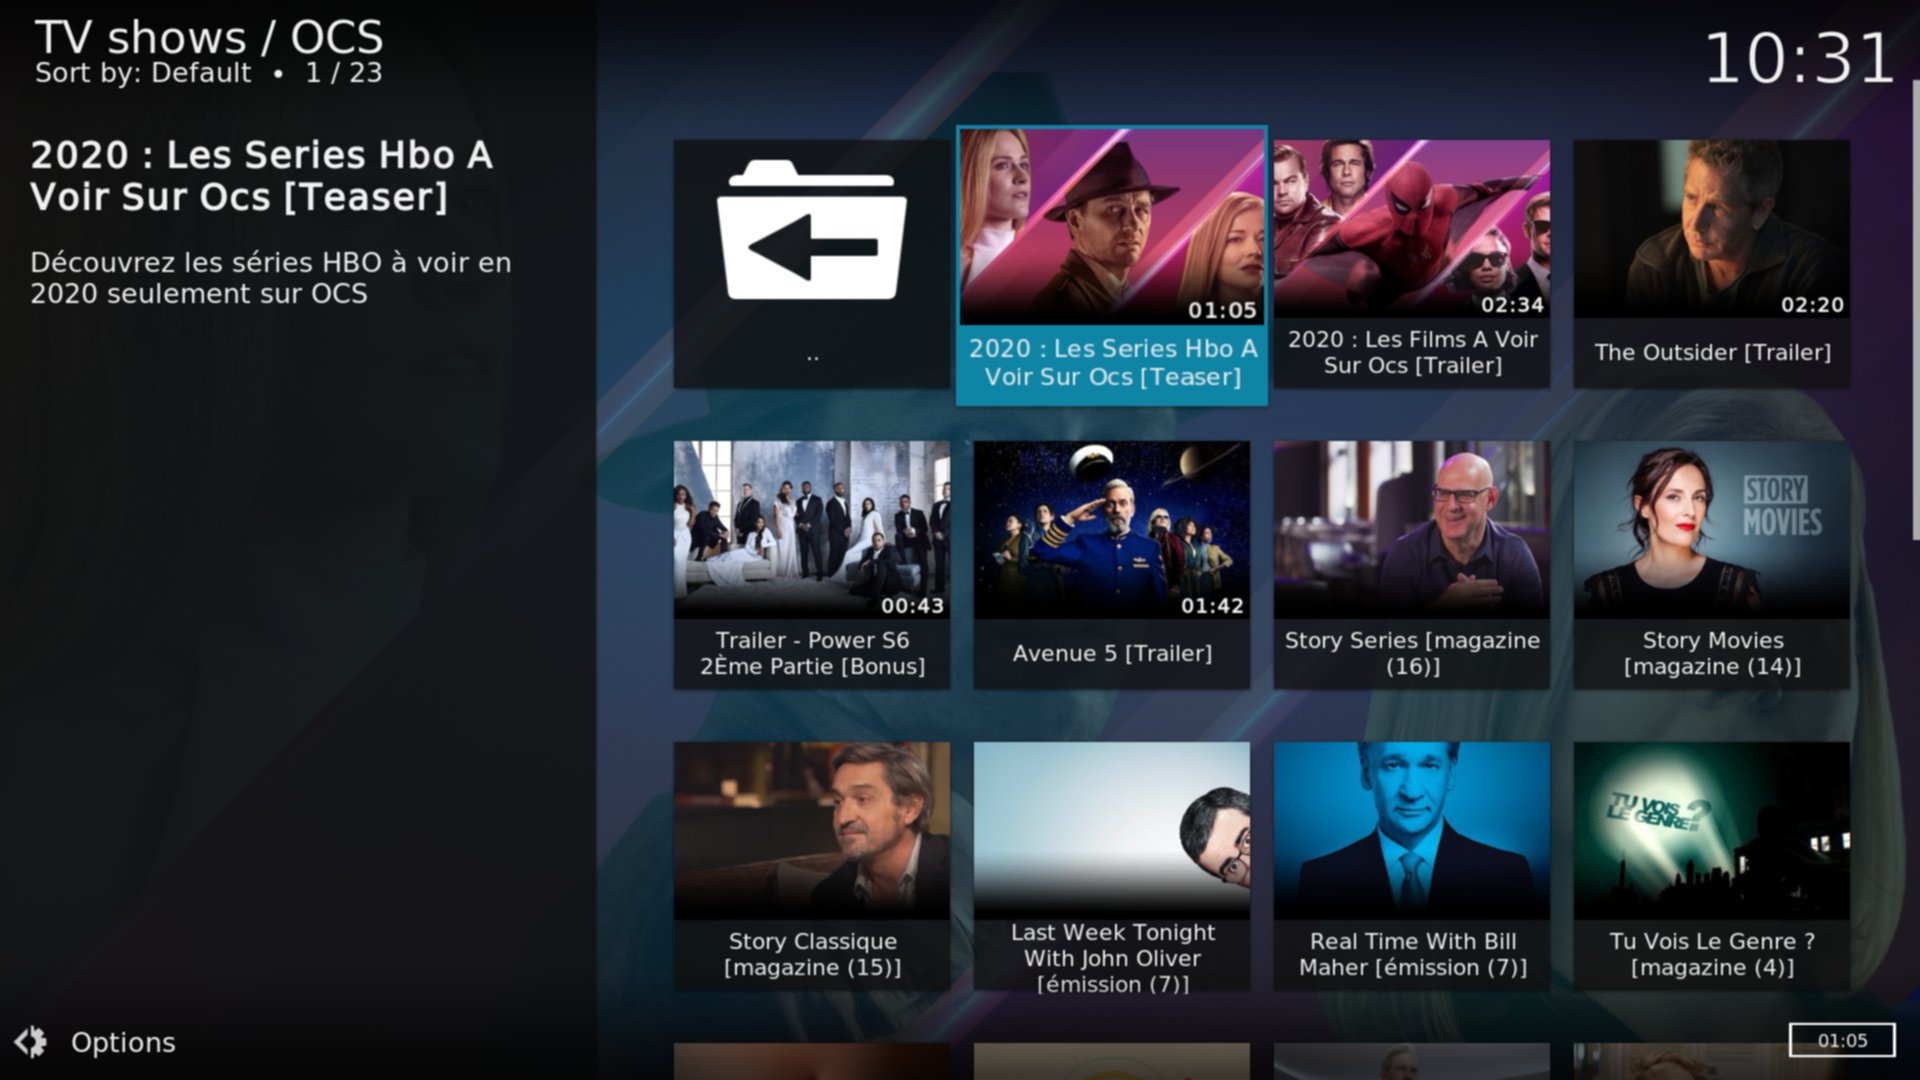 TV shows / OCS
Sort by: Default • 1 / 23
10:31
2020 : Les Series Hbo A
Voir Sur Ocs [Teaser]
Découvrez les séries HBO à voir en
2020 seulement sur OCS
..
01:05
2020 : Les Series Hbo A
Voir Sur Ocs [Teaser]
02:34
2020 : Les Films A Voir
Sur Ocs [Trailer]
02:20
The Outsider [Trailer]
00:43
Trailer - Power S6
2Ème Partie [Bonus]
01:42
Avenue 5 [Trailer]
Story Series [magazine
(16)]
STORY
MOVIES
Story Movies
[magazine (14)]
Story Classique
[magazine (15)]
Last Week Tonight
With John Oliver
[émission (7)]
Real Time With Bill
Maher [émission (7)]
TU VOIS
LE GENRE?
Tu Vois Le Genre ?
[magazine (4)]
Options
01:05